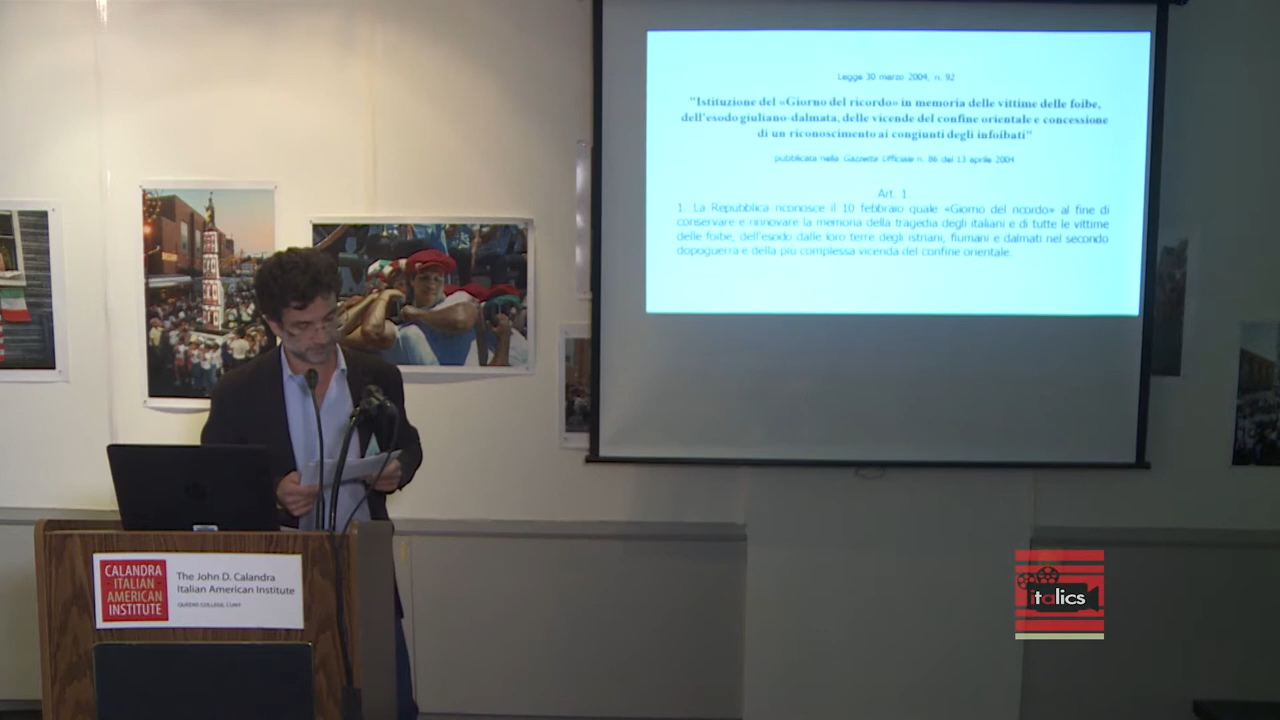 Legge 30 marzo 2004, n. 92
"Istituzione del «Giorno del ricordo» in memoria delle vittime delle foibe,
dell'esodo giuliano-dalmata, delle vicende del confine orientale e concessione
di un riconoscimento ai congiunti degli infoibati"
pubblicata nella Gazzetta Ufficiale n. 86 del 13 aprile 2004
Art. 1.
1. La Repubblica riconosce il 10 febbraio quale «Giorno del ricordo» al fine di
conservare e rinnovare la memoria della tragedia degli italiani e di tutte le vittime
delle foibe, dell'esodo dalle loro terre degli istriani, fiumani e dalmati nel secondo
dopoguerra e della più complessa vicenda del confine orientale.
CALANDRA
ITALIAN
AMERICAN
INSTITUTE
The John D. Calandra
Italian American Institute
QUEENS COLLEGE, CUNY
italics